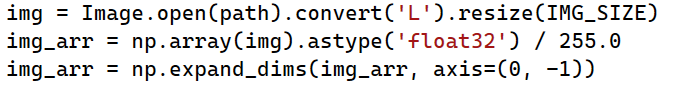 img = Image.open(path).convert('L').resize(IMG_SIZE)
img_arr = np.array(img).astype('float32') / 255.0
img_arr = np.expand_dims(img_arr, axis=(0, -1))